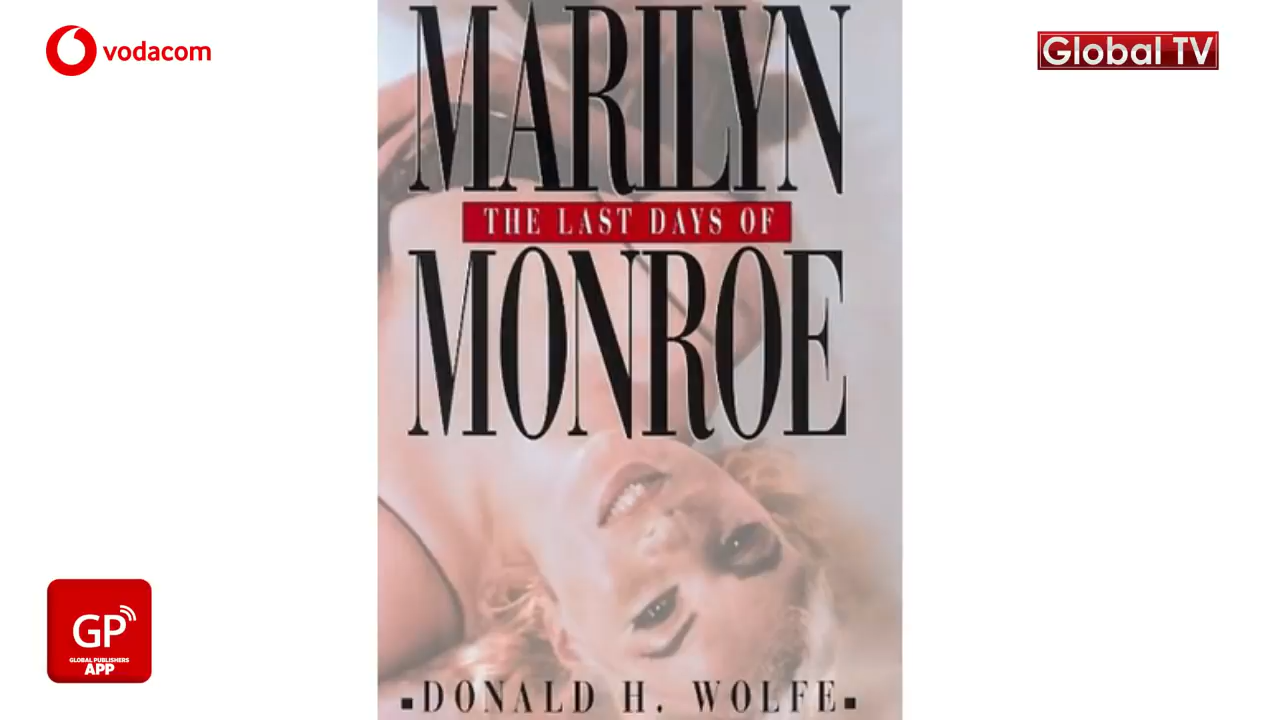 vodacom
Global TV
MARILYN
THE LAST DAYS OF
MONROE
DONALD H. WOLFE
GP
GLOBAL PUBLISHERS
APP